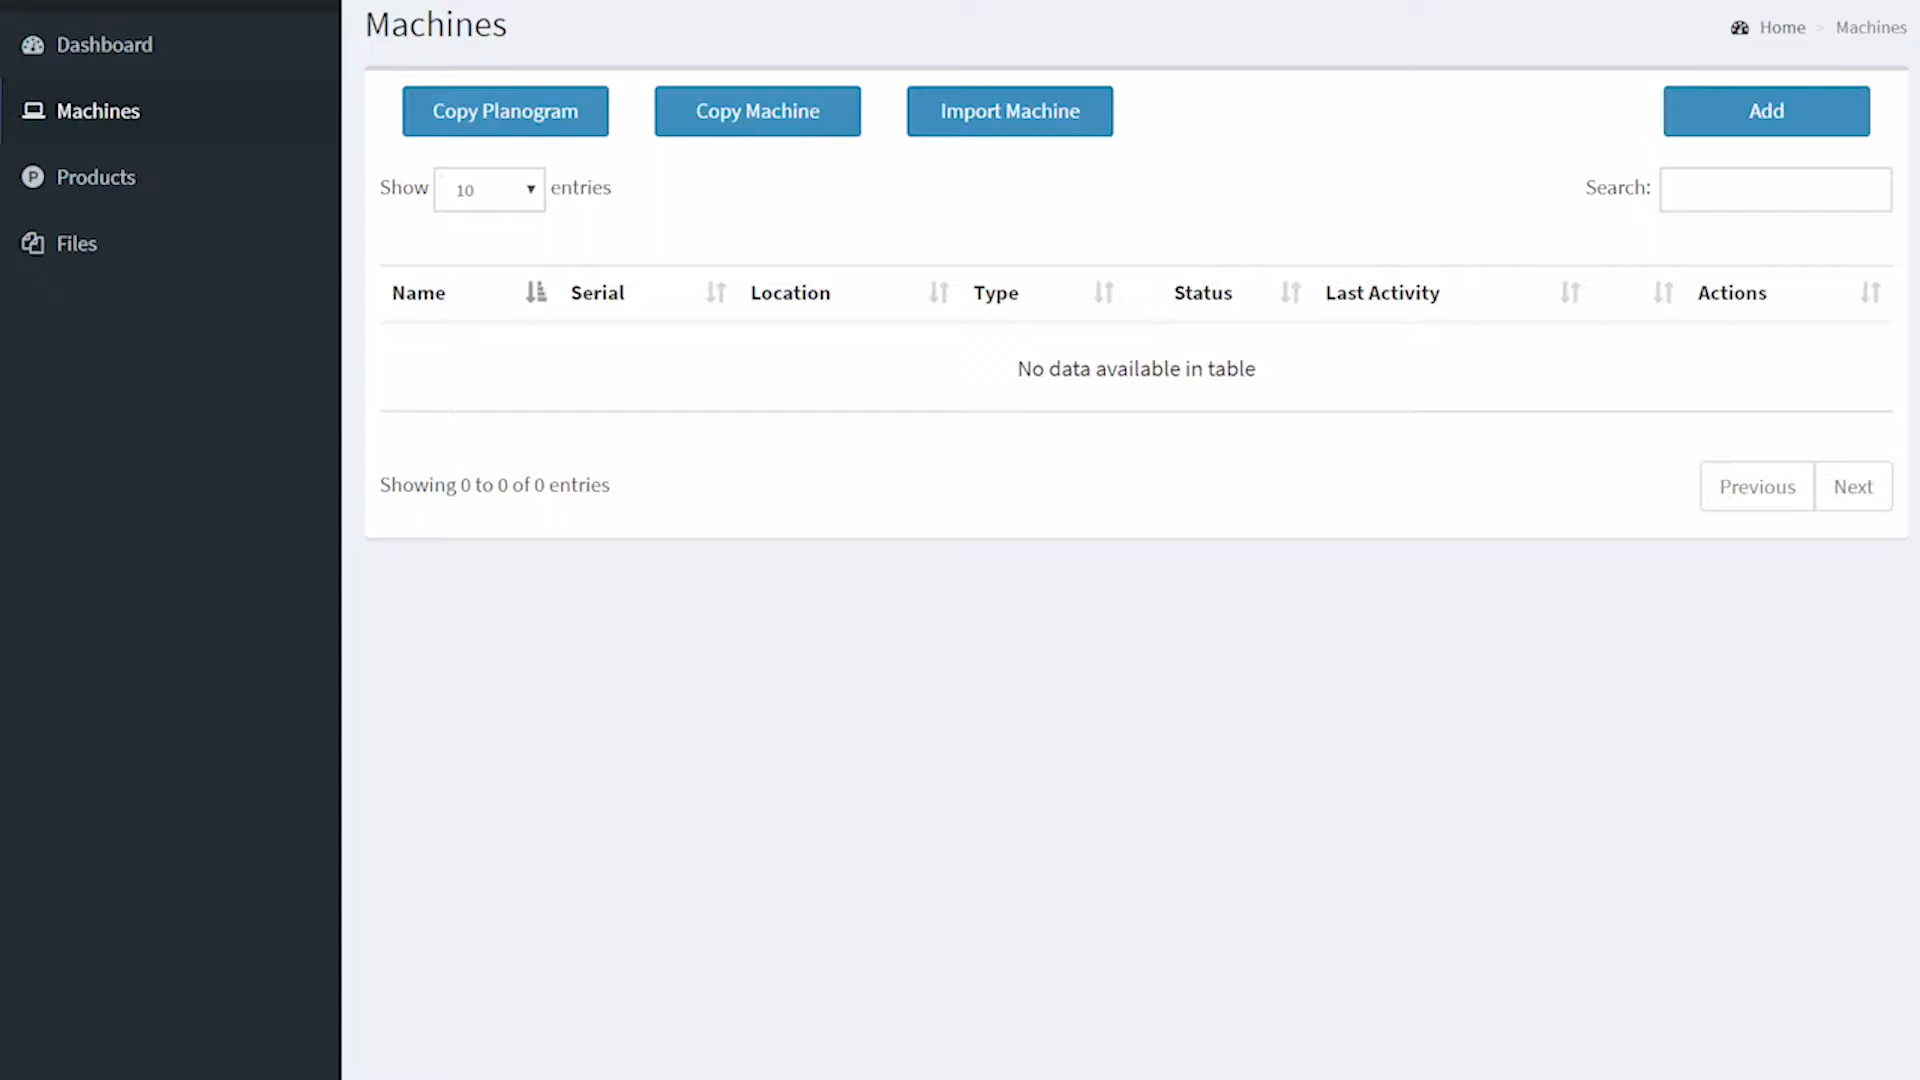 Dashboard
Machines
Products
Files
Machines
Home > Machines
Copy Planogram
Copy Machine
Import Machine
Add
Show 10 entries
Search:
Name Serial Location Type Status Last Activity Actions
No data available in table
Showing 0 to 0 of 0 entries
Previous Next